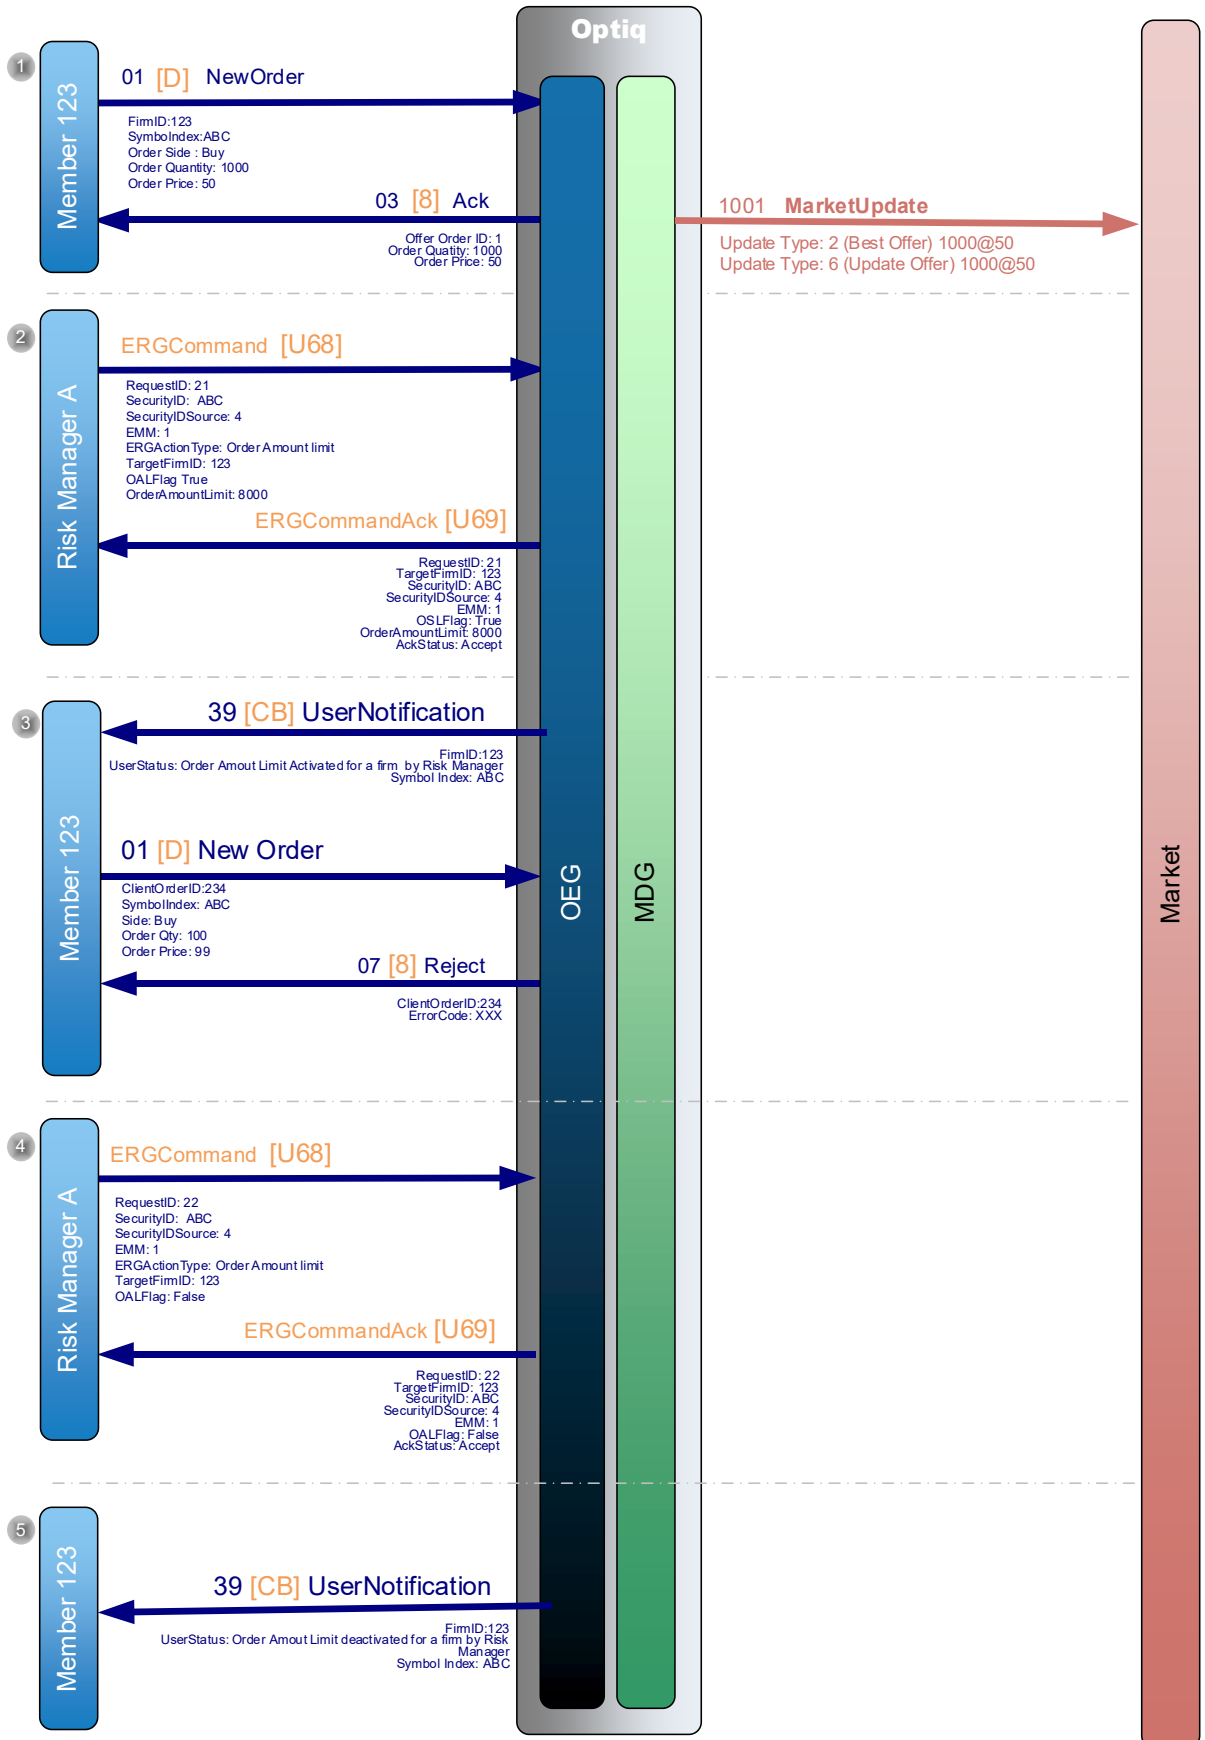 Optiq
1
Member 123
01 [D] NewOrder
FirmID:123
SymbolIndex:ABC
Order Side : Buy
Order Quantity: 1000
Order Price: 50
03 [8] Ack
Offer Order ID: 1
Order Quatity: 1000
Order Price: 50
1001 MarketUpdate
Update Type: 2 (Best Offer) 1000@50
Update Type: 6 (Update Offer) 1000@50
2
Risk Manager A
ERGCommand [U68]
RequestID: 21
SecurityID: ABC
SecurityIDSource: 4
EMM: 1
ERGActionType: Order Amount limit
TargetFirmID: 123
OALFlag True
OrderAmountLimit: 8000
ERGCommandAck [U69]
RequestID: 21
TargetFirmID: 123
SecurityID: ABC
SecurityIDSource: 4
EMM: 1
OSLFlag: True
OrderAmountLimit: 8000
AckStatus: Accept
3
Member 123
39 [CB] UserNotification
FirmID:123
UserStatus: Order Amout Limit Activated for a firm by Risk Manager
Symbol Index: ABC
01 [D] New Order
ClientOrderID:234
SymbolIndex: ABC
Side: Buy
Order Qty: 100
Order Price: 99
07 [8] Reject
ClientOrderID:234
ErrorCode: XXX
OEG
MDG
Market
4
Risk Manager A
ERGCommand [U68]
RequestID: 22
SecurityID: ABC
SecurityIDSource: 4
EMM: 1
ERGActionType: Order Amount limit
TargetFirmID: 123
OALFlag: False
ERGCommandAck [U69]
RequestID: 22
TargetFirmID: 123
SecurityID: ABC
SecurityIDSource: 4
EMM: 1
OALFlag: False
AckStatus: Accept
5
Member 123
39 [CB] UserNotification
FirmID:123
UserStatus: Order Amout Limit deactivated for a firm by Risk
Manager
Symbol Index: ABC